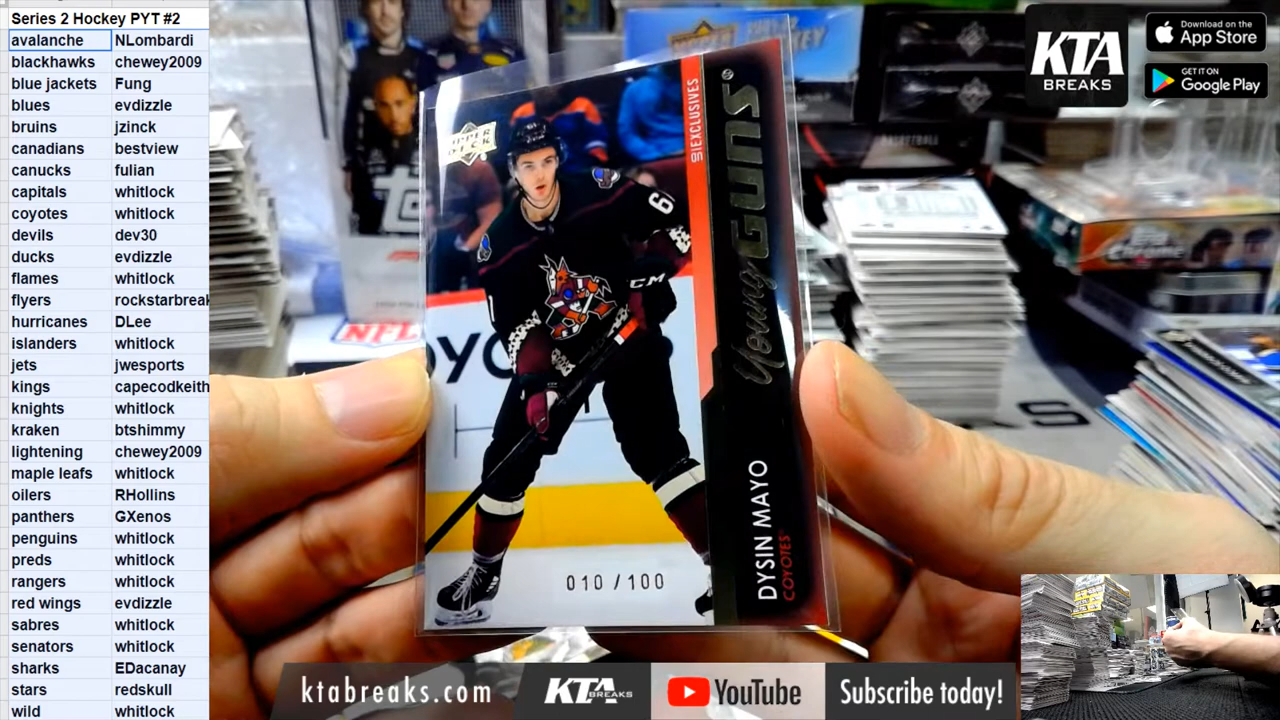 Series 2 Hockey PYT #2
avalanche NLombardi
blackhawks chewey2009
blue jackets Fung
blues evdizzle
bruins jzinck
canadians bestview
canucks fulian
capitals whitlock
coyotes whitlock
devils dev30
ducks evdizzle
flames whitlock
flyers rockstarbreak
hurricanes DLee
islanders whitlock
jets jwesports
kings capecodkeith
knights whitlock
kraken btshimmy
lightening chewey2009
maple leafs whitlock
oilers RHollins
panthers GXenos
penguins whitlock
preds whitlock
rangers whitlock
red wings evdizzle
sabres whitlock
senators whitlock
sharks EDacanay
stars redskull
wild whitlock
UPPER DECK
UD EXCLUSIVES
Young GUNS®
CCM
DYSIN MAYO
COYOTES
010 / 100
NFL
KTA
BREAKS
Download on the
App Store
GET IT ON
Google Play
ktabreaks.com
KTA BREAKS
YouTube
Subscribe today!